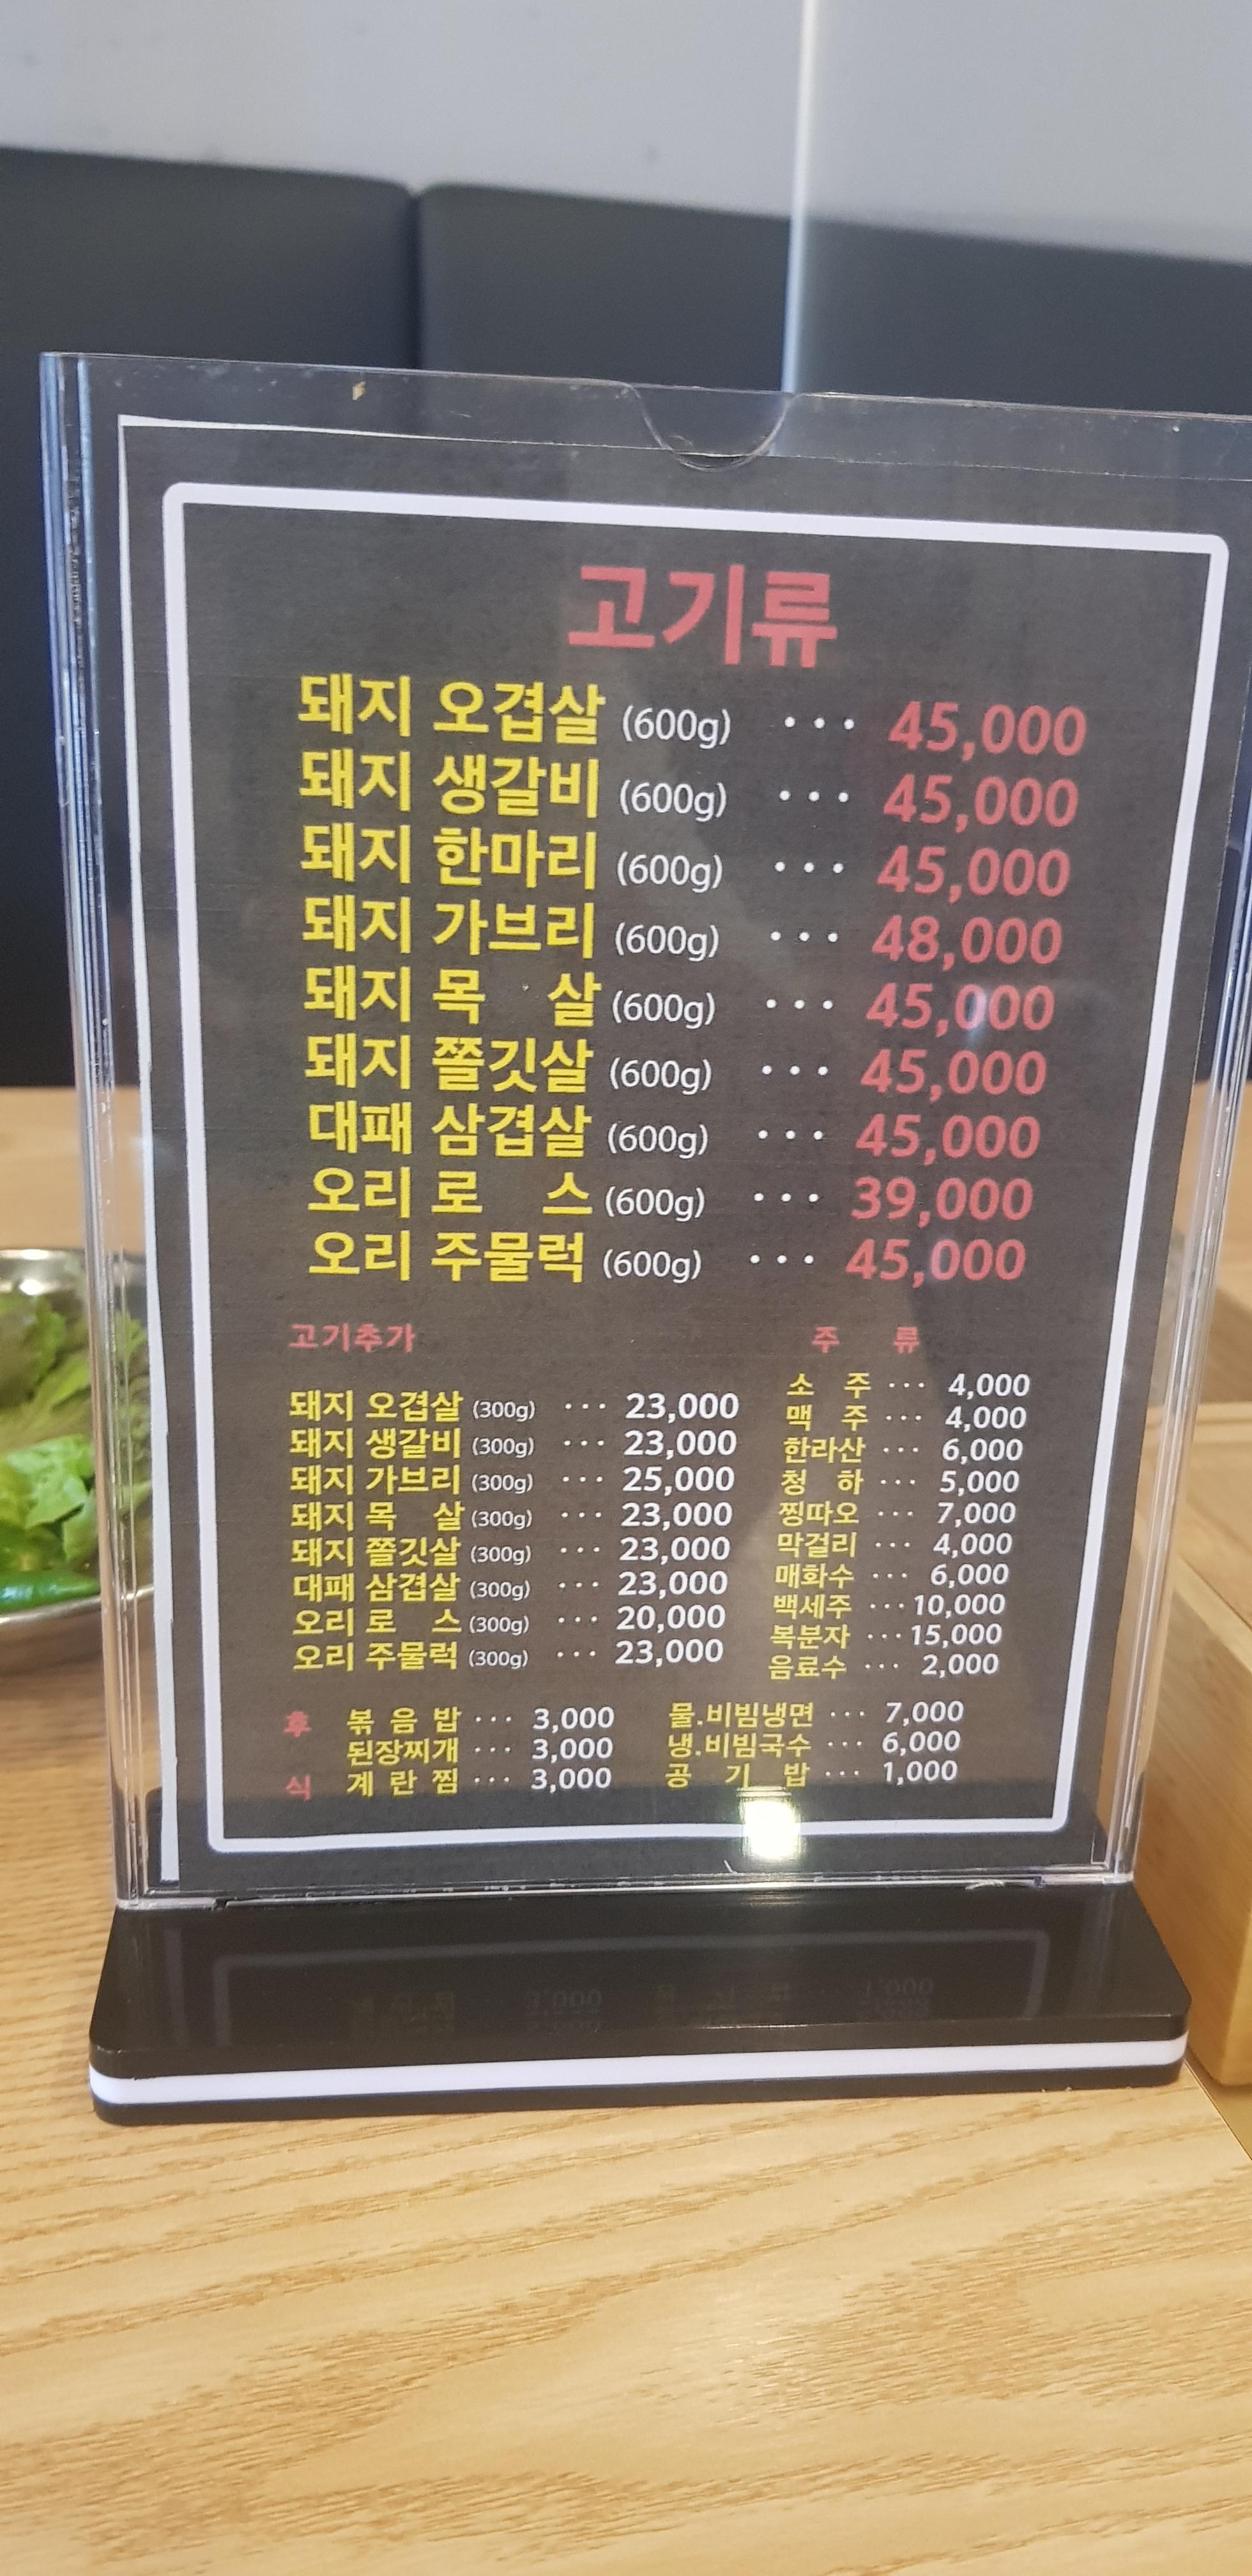 고기류
돼지 오겹살 (600g) ··· 45,000
돼지 생갈비 (600g) ··· 45,000
돼지 한마리 (600g) ··· 45,000
돼지 가브리 (600g) ··· 48,000
돼지 목 살 (600g) ··· 45,000
돼지 쫄깃살 (600g) ··· 45,000
대패 삼겹살 (600g) ··· 45,000
오리 로 스 (600g) ··· 39,000
오리 주물럭 (600g) ··· 45,000
고기추가
돼지 오겹살 (300g) ··· 23,000
돼지 생갈비 (300g) ··· 23,000
돼지 가브리 (300g) ··· 25,000
돼지 목 살 (300g) ··· 23,000
돼지 쫄깃살 (300g) ··· 23,000
대패 삼겹살 (300g) ··· 23,000
오리 로 스 (300g) ··· 20,000
오리 주물럭 (300g) ··· 23,000
주 류
소 주 ··· 4,000
맥 주 ··· 4,000
한라산 ··· 6,000
청 하 ··· 5,000
찡따오 ··· 7,000
막걸리 ··· 4,000
매화수 ··· 6,000
백세주 ··· 10,000
복분자 ··· 15,000
음료수 ··· 2,000
후 식
볶 음 밥 ··· 3,000
된장찌개 ··· 3,000
계 란 찜 ··· 3,000
물.비빔냉면 ··· 7,000
냉.비빔국수 ··· 6,000
공 기 밥 ··· 1,000